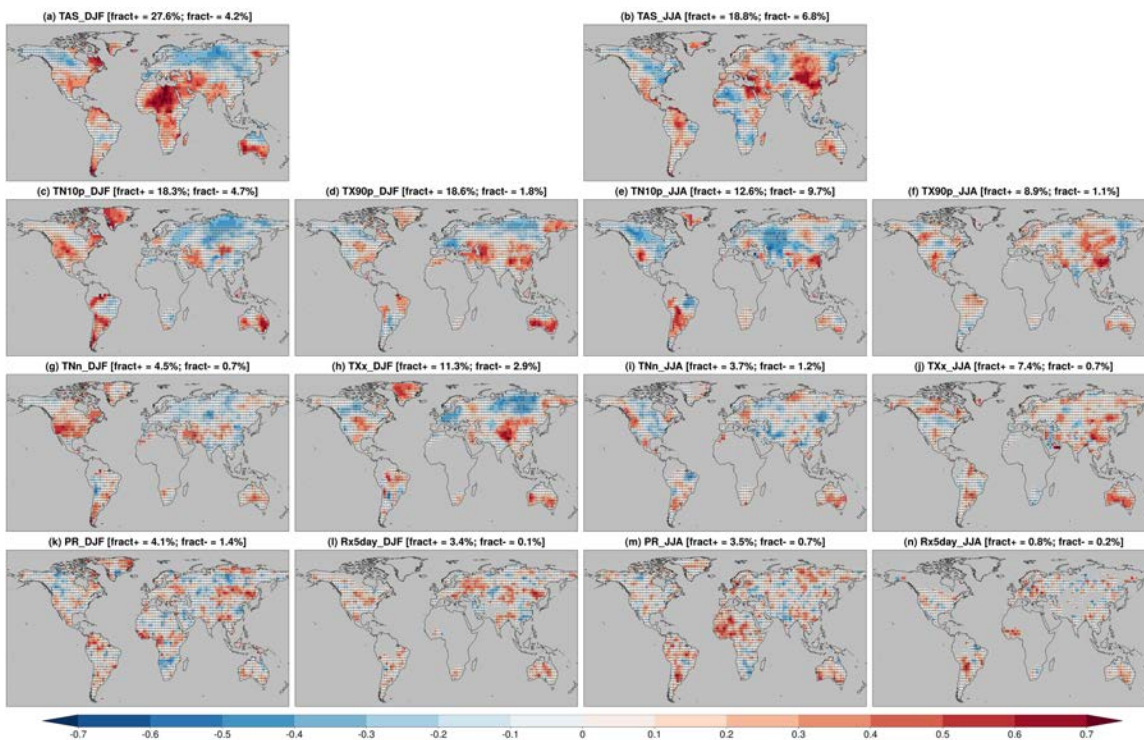 (a) TAS_DJF [fract+ = 27.6%; fract- = 4.2%]
(b) TAS_JJA [fract+ = 18.8%; fract- = 6.8%]
(c) TN10p_DJF [fract+ = 18.3%; fract- = 4.7%]
(d) TX90p_DJF [fract+ = 18.6%; fract- = 1.8%]
(e) TN10p_JJA [fract+ = 12.6%; fract- = 9.7%]
(f) TX90p_JJA [fract+ = 8.9%; fract- = 1.1%]
(g) TNn_DJF [fract+ = 4.5%; fract- = 0.7%]
(h) TXx_DJF [fract+ = 11.3%; fract- = 2.9%]
(i) TNn_JJA [fract+ = 3.7%; fract- = 1.2%]
(j) TXx_JJA [fract+ = 7.4%; fract- = 0.7%]
(k) PR_DJF [fract+ = 4.1%; fract- = 1.4%]
(l) Rx5day_DJF [fract+ = 3.4%; fract- = 0.1%]
(m) PR_JJA [fract+ = 3.5%; fract- = 0.7%]
(n) Rx5day_JJA [fract+ = 0.8%; fract- = 0.2%]
-0.7 -0.6 -0.5 -0.4 -0.3 -0.2 -0.1 0 0.1 0.2 0.3 0.4 0.5 0.6 0.7